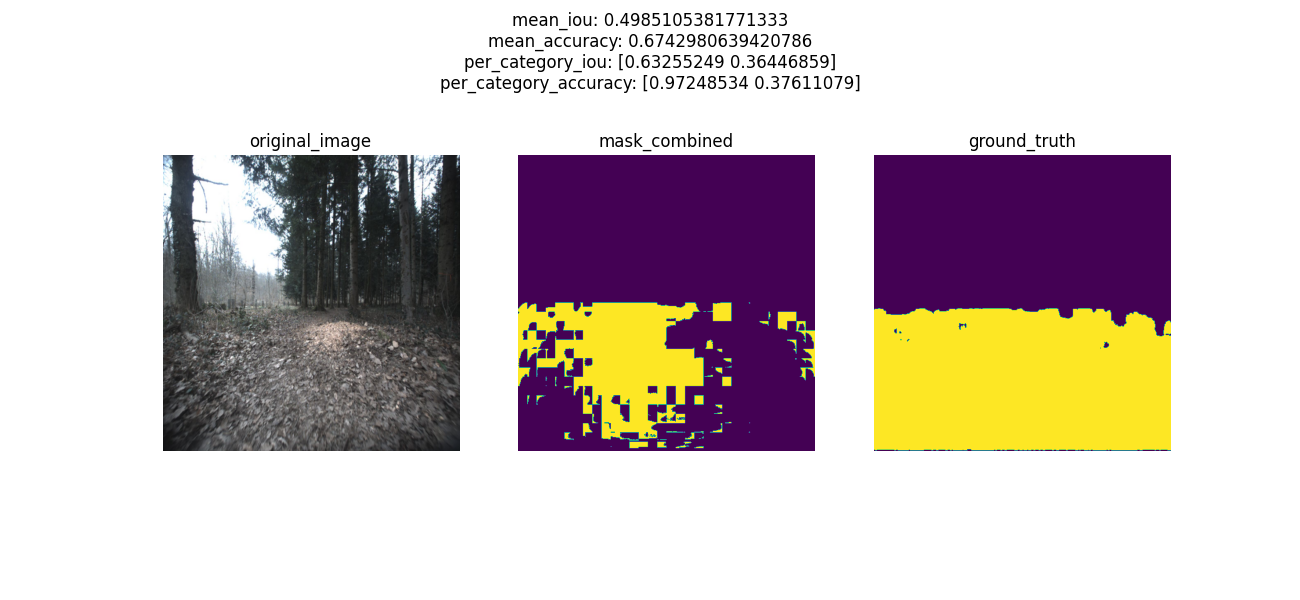 mean_iou: 0.4985105381771333
mean_accuracy: 0.6742980639420786
per_category_iou: [0.63255249 0.36446859]
per_category_accuracy: [0.97248534 0.37611079]
original_image
mask_combined
ground_truth